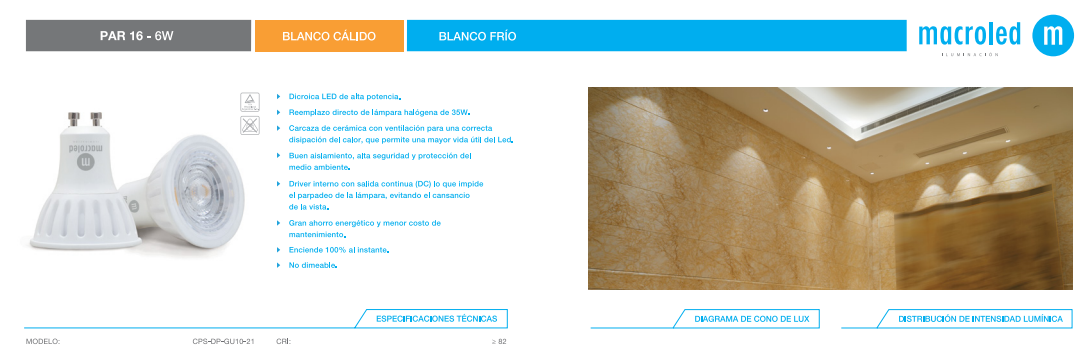 PAR 16 - 6W
BLANCO CÁLIDO
BLANCO FRÍO
macroled m
ILUMINACIÓN
Dicroica LED de alta potencia.
Reemplazo directo de lámpara halógena de 35W.
Carcaza de cerámica con ventilación para una correcta
disipación del calor, que permite una mayor vida útil del Led.
Buen aislamiento, alta seguridad y protección del
medio ambiente.
Driver interno con salida continua (DC) lo que impide
el parpadeo de la lámpara, evitando el cansancio
de la vista.
Gran ahorro energético y menor costo de
mantenimiento.
Enciende 100% al instante.
No dimeable.
macroled
m
ESPECIFICACIONES TÉCNICAS
DIAGRAMA DE CONO DE LUX
DISTRIBUCIÓN DE INTENSIDAD LUMÍNICA
MODELO: CPS-DP-GU10-21
CRI: ≥ 82